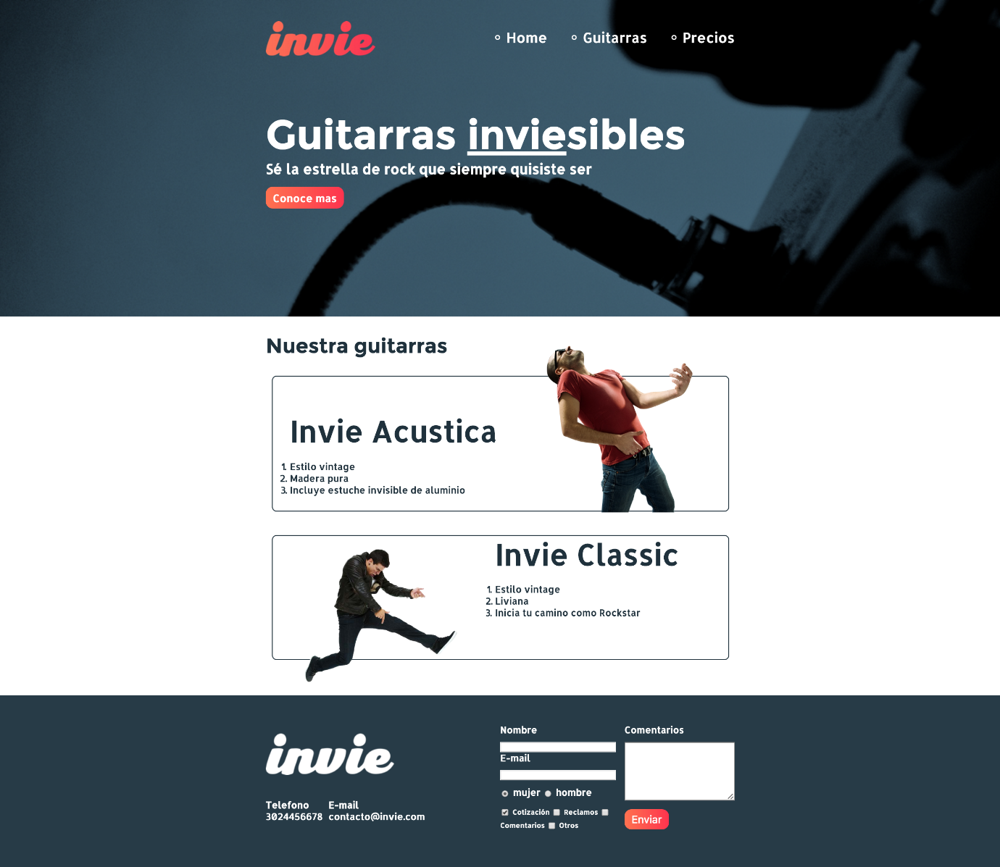 invie
Home Guitarras Precios
Guitarras inviesibles
Sé la estrella de rock que siempre quisiste ser
Conoce mas
Nuestra guitarras
Invie Acustica
1. Estilo vintage
2. Madera pura
3. Incluye estuche invisible de aluminio
Invie Classic
1. Estilo vintage
2. Liviana
3. Inicia tu camino como Rockstar
invie
Telefono E-mail
3024456678 contacto@invie.com
Nombre
E-mail
mujer hombre
Cotización Reclamos
Comentarios Otros
Comentarios
Enviar